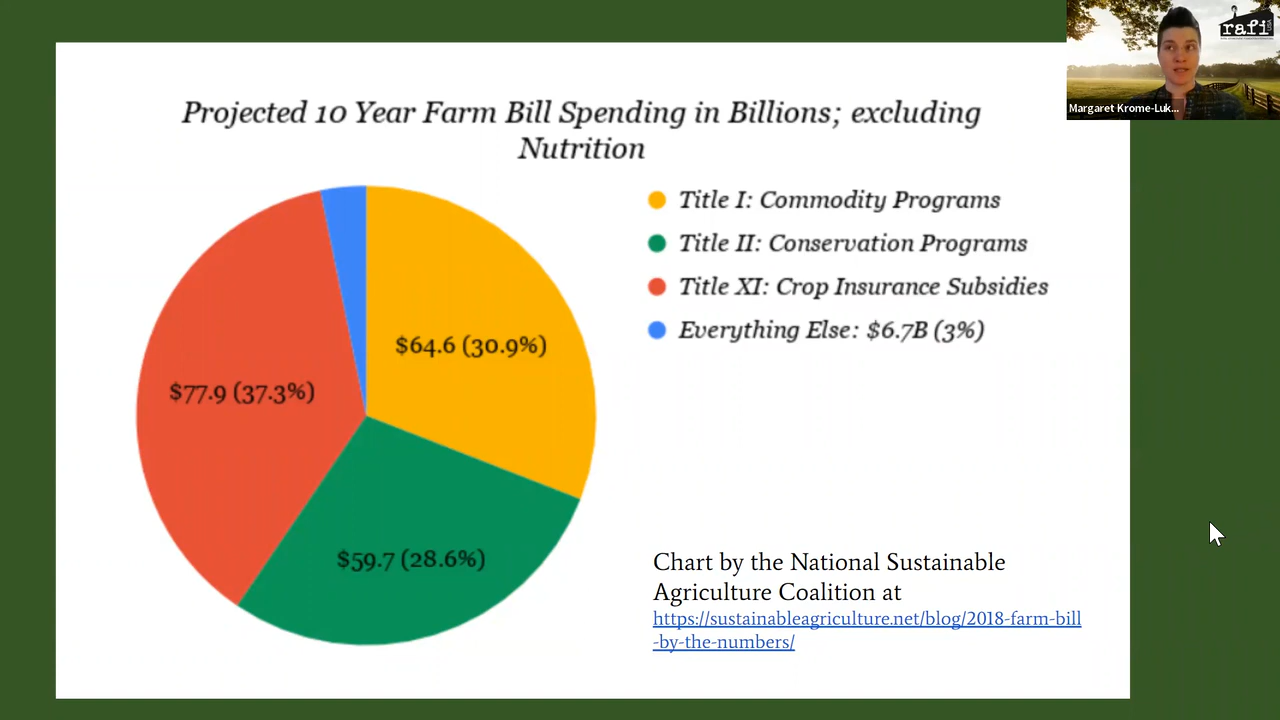 Projected 10 Year Farm Bill Spending in Billions; excluding
Nutrition
Title I: Commodity Programs
Title II: Conservation Programs
Title XI: Crop Insurance Subsidies
Everything Else: $6.7B (3%)
$64.6 (30.9%)
$77.9 (37.3%)
$59.7 (28.6%)
Chart by the National Sustainable
Agriculture Coalition at
https://sustainableagriculture.net/blog/2018-farm-bill
-by-the-numbers/
rafi
Margaret Krome-Luk...